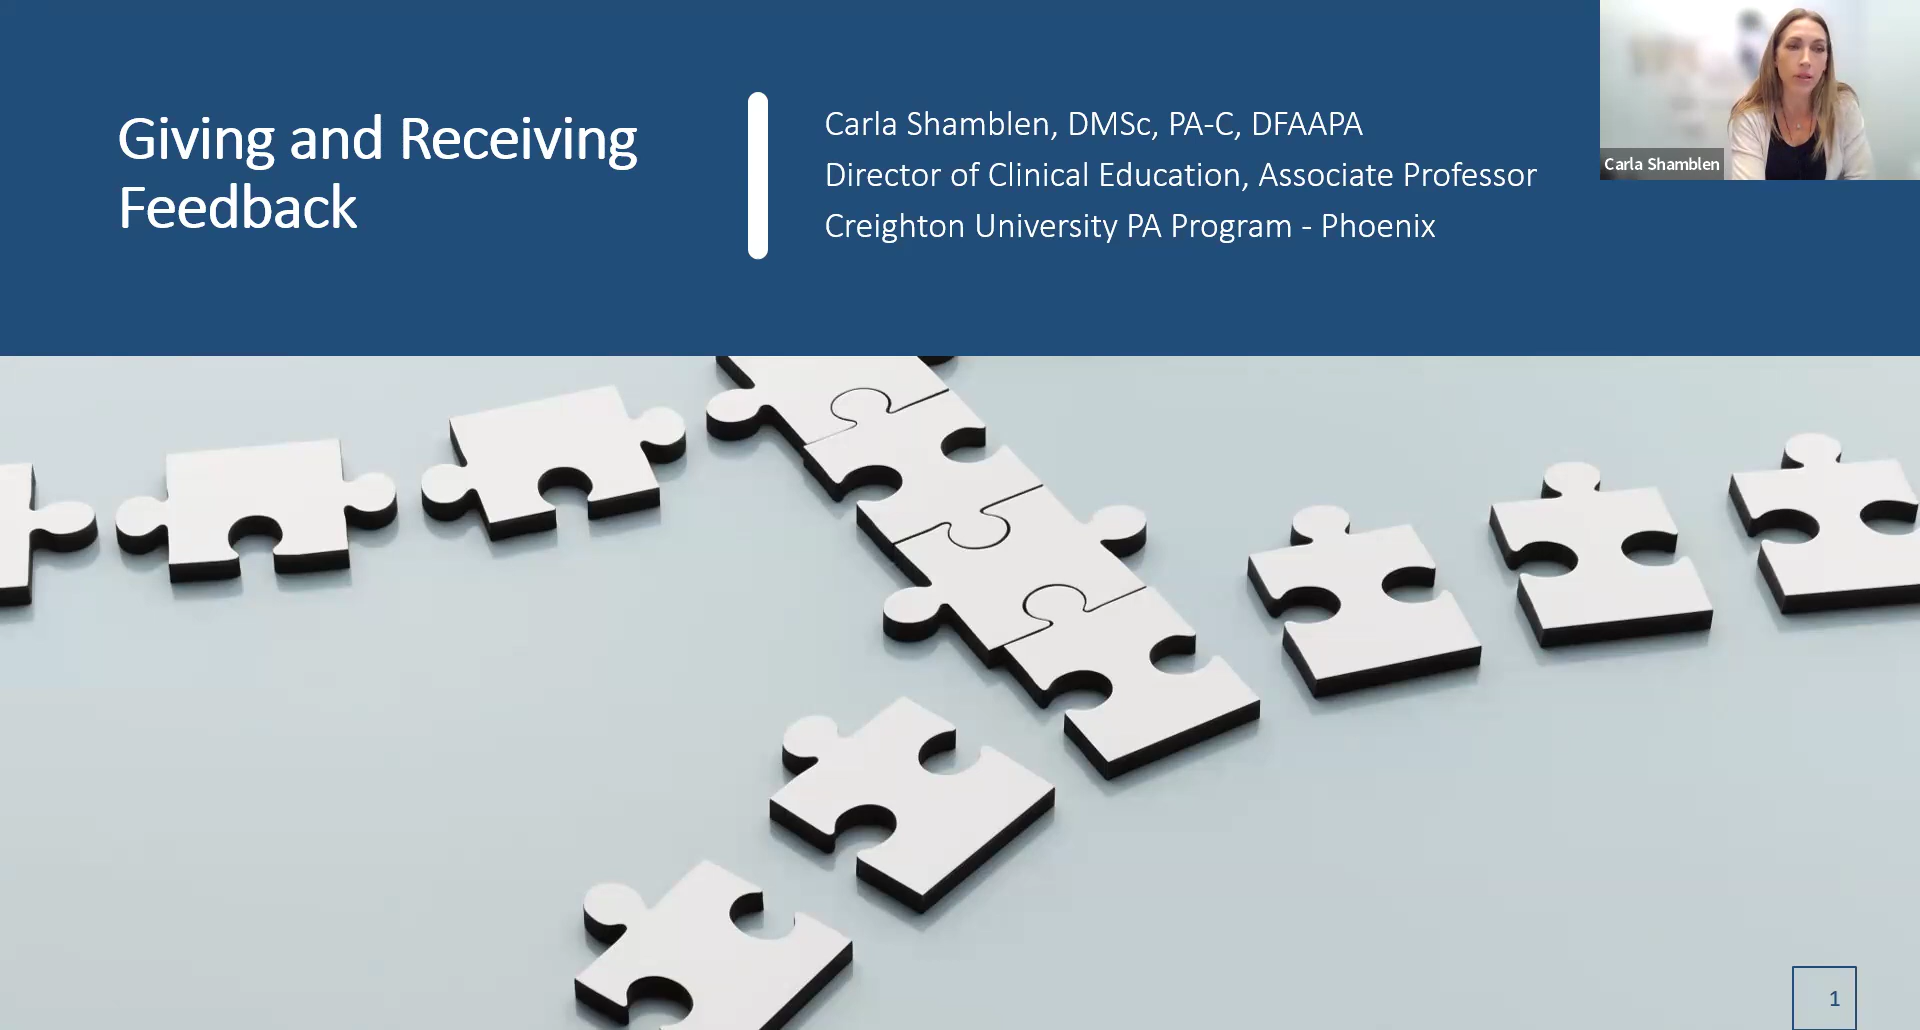 Giving and Receiving
Feedback
Carla Shamblen, DMSc, PA-C, DFAAPA
Director of Clinical Education, Associate Professor
Creighton University PA Program - Phoenix
Carla Shamblen
1